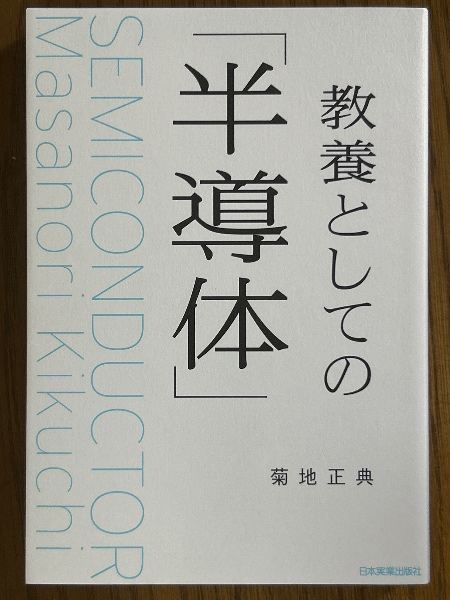 教養としての
「半導体」
SEMICONDUCTOR
Masanori Kikuchi
菊地正典
日本実業出版社